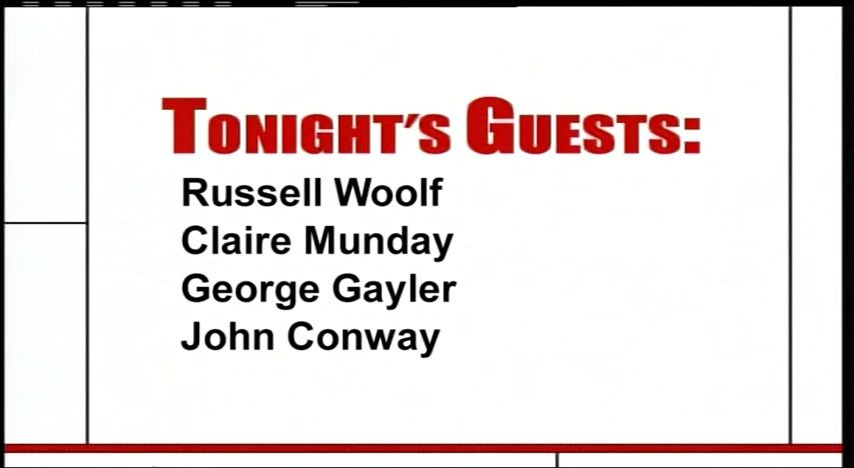 Tonight's Guests:
Russell Woolf
Claire Munday
George Gayler
John Conway